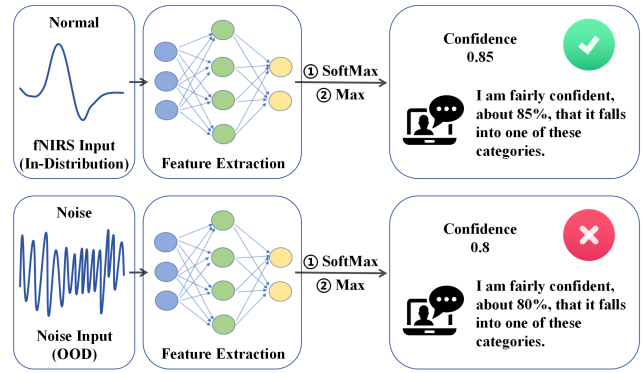 Normal
fNIRS Input
(In-Distribution)
Feature Extraction
① SoftMax
② Max
Confidence
0.85
I am fairly confident,
about 85%, that it falls
into one of these
categories.
Noise
Noise Input
(OOD)
Feature Extraction
① SoftMax
② Max
Confidence
0.8
I am fairly confident,
about 80%, that it falls
into one of these
categories.